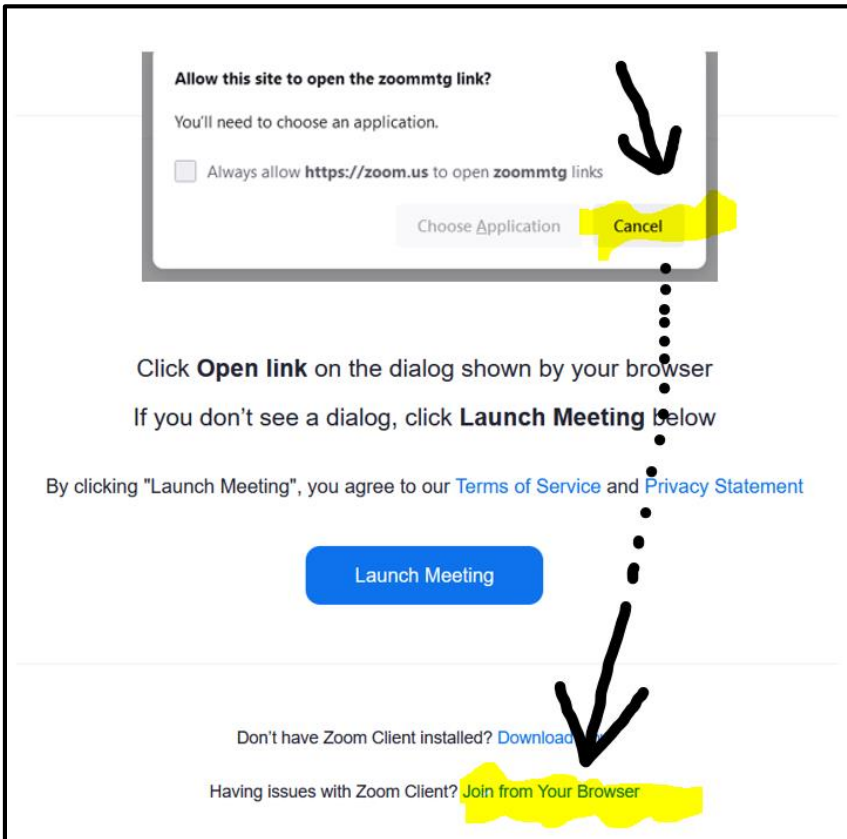 Allow this site to open the zoommtg link?
You'll need to choose an application.
Always allow https://zoom.us to open zoommtg links
Choose Application Cancel
Click Open link on the dialog shown by your browser
If you don't see a dialog, click Launch Meeting below
By clicking "Launch Meeting", you agree to our Terms of Service and Privacy Statement
Launch Meeting
Don't have Zoom Client installed? Download
Having issues with Zoom Client? Join from Your Browser